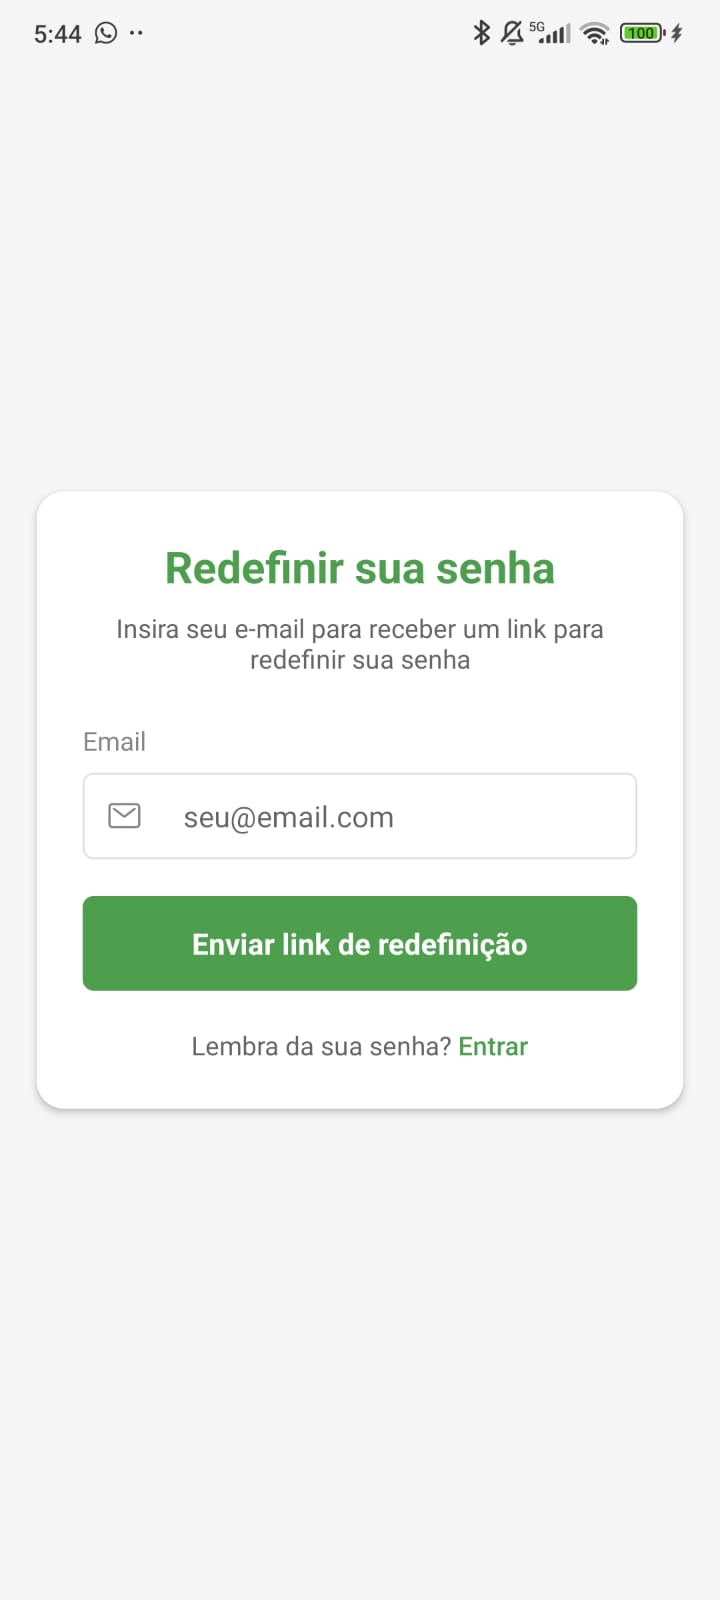 5:44
5G
100
Redefinir sua senha
Insira seu e-mail para receber um link para
redefinir sua senha
Email
seu@email.com
Enviar link de redefinição
Lembra da sua senha? Entrar